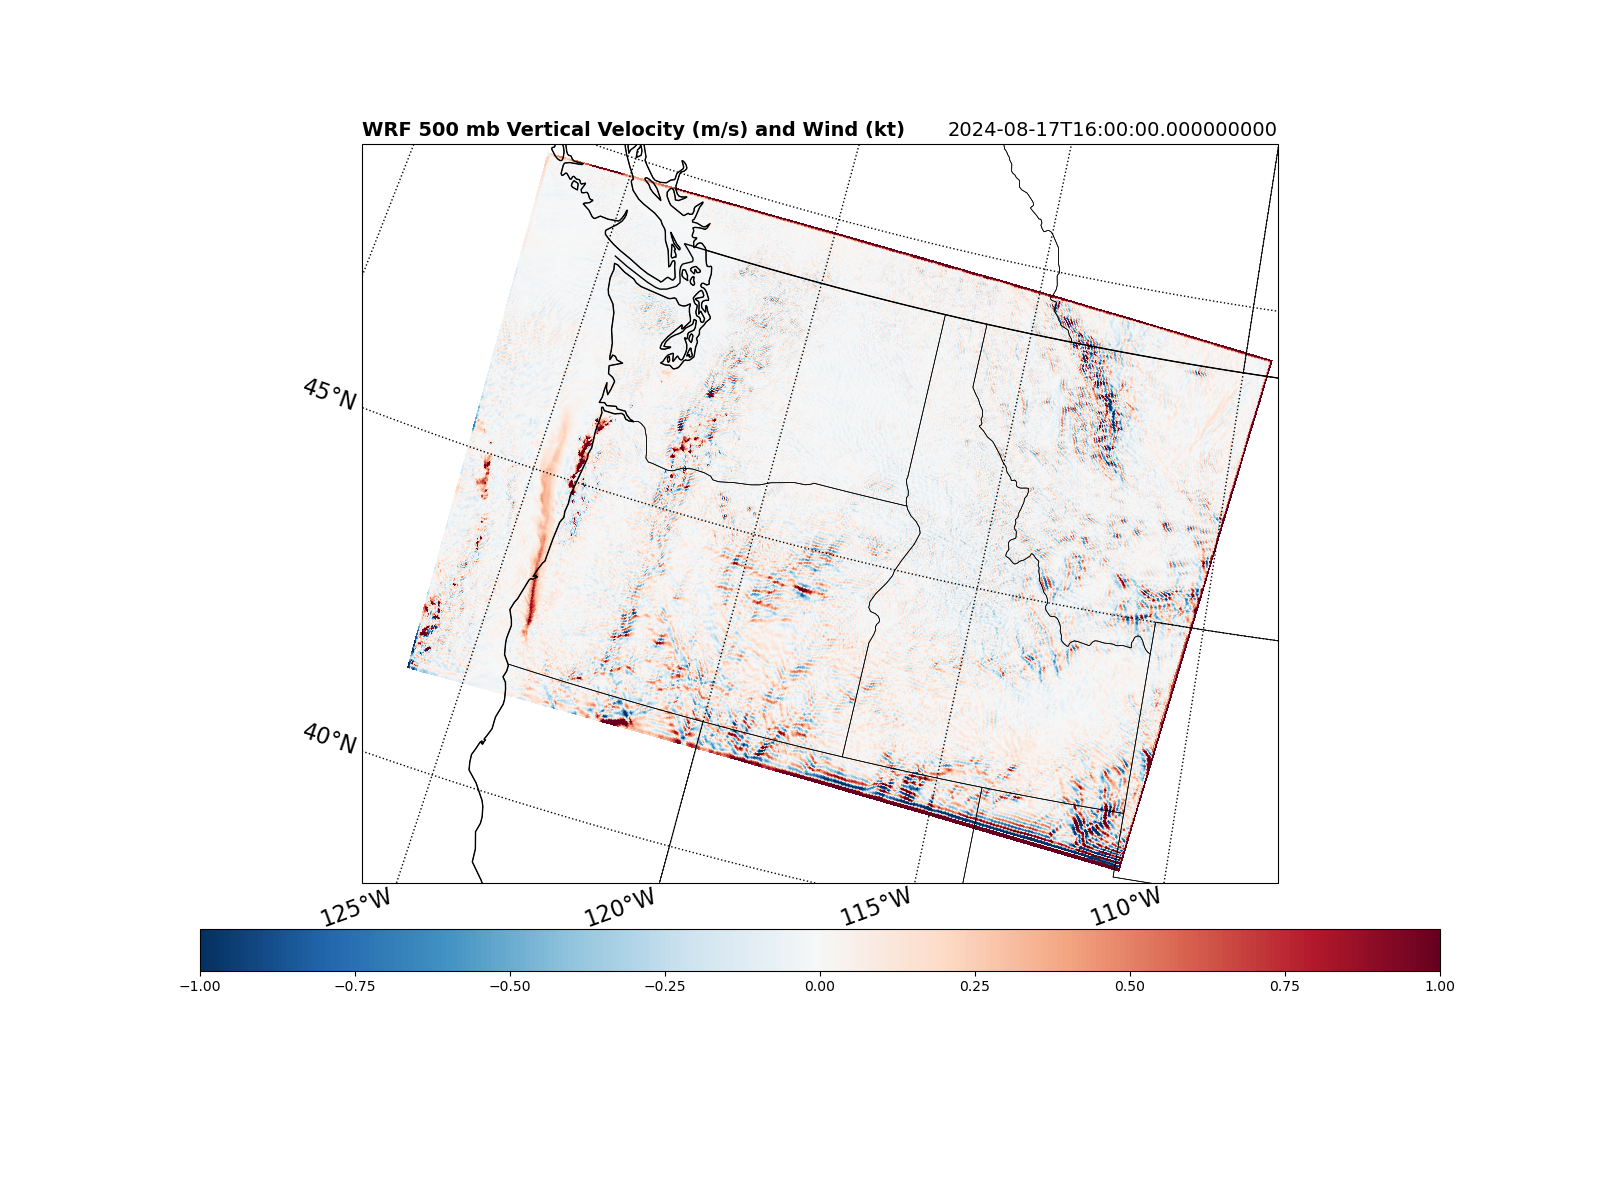 WRF 500 mb Vertical Velocity (m/s) and Wind (kt) 2024-08-17T16:00:00.000000000
45°N
40°N
125°W 120°W 115°W 110°W
−1.00 −0.75 −0.50 −0.25 0.00 0.25 0.50 0.75 1.00